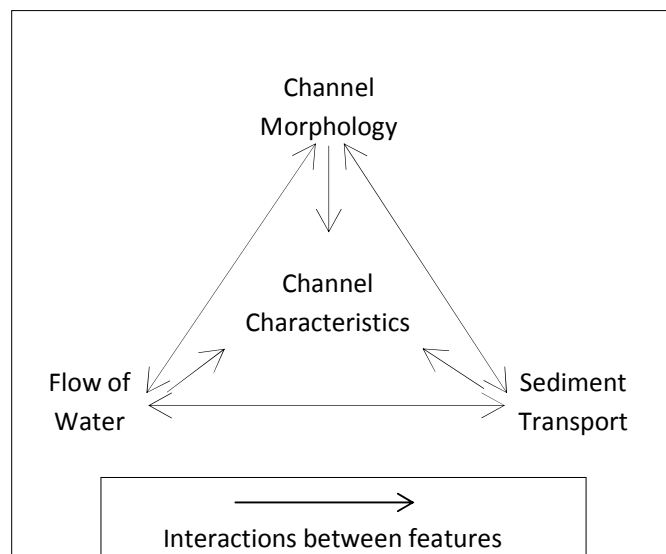 Channel
Morphology
Channel
Characteristics
Flow of
Water
Sediment
Transport
Interactions between features